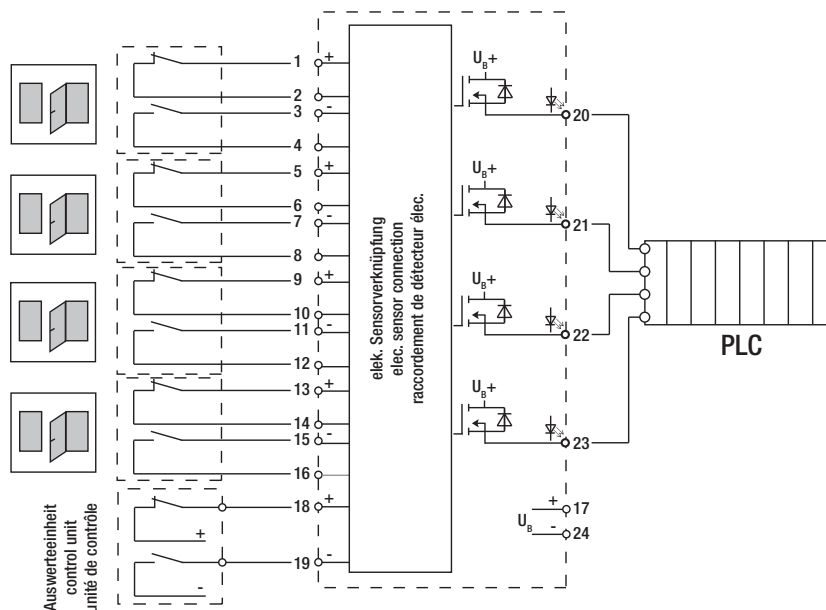 1 +
2
3 -
4
5 +
6
7 -
8
9 +
10
11 -
12
13 +
14
15 -
16
18 +
19 -
+
-
Auswerteeinheit
control unit
unité de contrôle
elek. Sensorverknüpfung
elec. sensor connection
raccordement de détecteur élec.
UB+
20
UB+
21
UB+
22
UB+
23
UB
+ 17
- 24
PLC